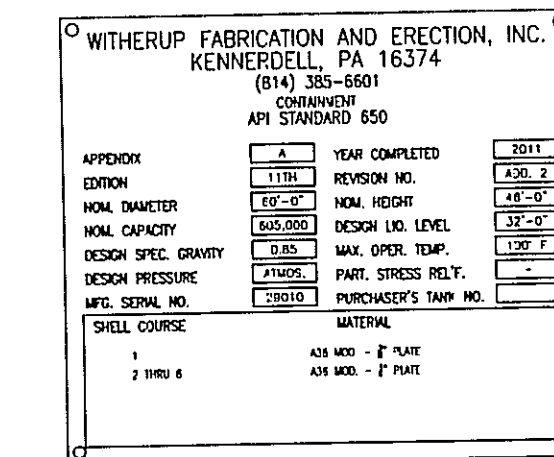 WITHERUP FABRICATION AND ERECTION, INC.
KENNERDELL, PA 16374
(814) 385-6601
CONTAINMENT
API STANDARD 650
APPENDIX A YEAR COMPLETED 2011
EDITION 11TH REVISION NO. ADD. 2
NOM. DIAMETER 60'-0" NOM. HEIGHT 48'-0"
NOM. CAPACITY 605,000 DESIGN LIQ. LEVEL 32'-0"
DESIGN SPEC. GRAVITY 0.85 MAX. OPER. TEMP. 100° F
DESIGN PRESSURE ATMOS. PART. STRESS REL'F. -
MFG. SERIAL NO. PURCHASER'S TANK NO.
SHELL COURSE MATERIAL
1 A36 MOD - PLATE
2 THRU 6 A36 MOD. - PLATE